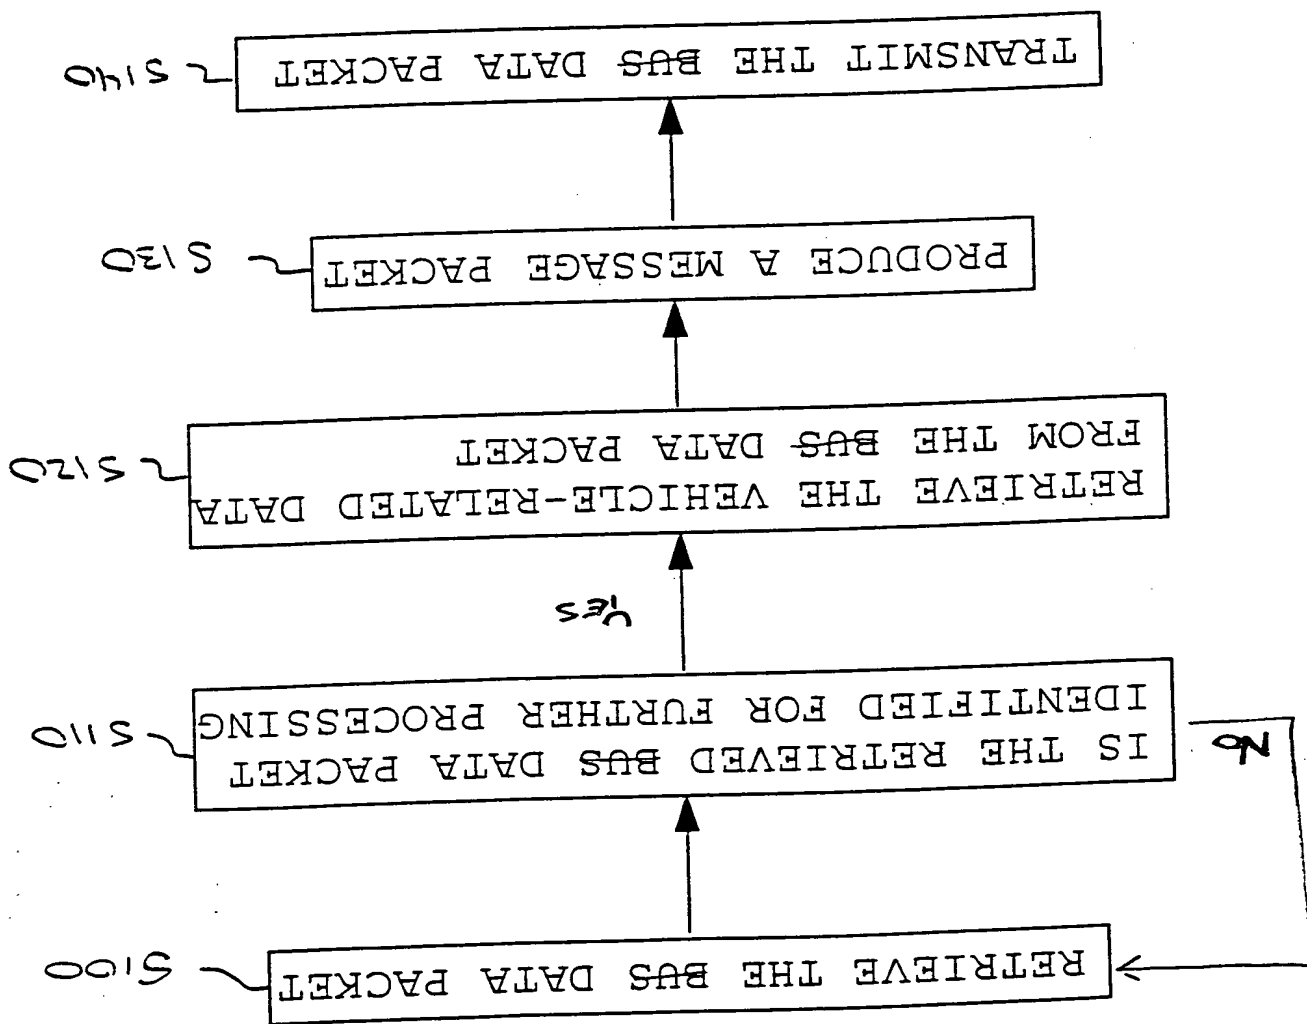 RETRIEVE THE BUS DATA PACKET
S100
IS THE RETRIEVED BUS DATA PACKET
IDENTIFIED FOR FURTHER PROCESSING
S110
NO
YES
RETRIEVE THE VEHICLE-RELATED DATA
FROM THE BUS DATA PACKET
S120
PRODUCE A MESSAGE PACKET
S130
TRANSMIT THE BUS DATA PACKET
S140